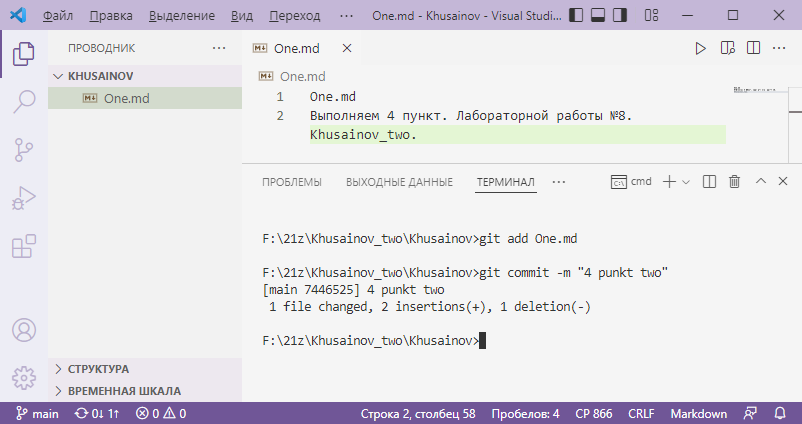 Файл Правка Выделение Вид Переход ··· One.md - Khusainov - Visual Studi...
ПРОВОДНИК ···
KHUSAINOV
One.md
СТРУКТУРА
ВРЕМЕННАЯ ШКАЛА
One.md
One.md
1 One.md
2 Выполняем 4 пункт. Лабораторной работы №8.
Khusainov_two.
ПРОБЛЕМЫ ВЫХОДНЫЕ ДАННЫЕ ТЕРМИНАЛ ··· cmd
F:\21z\Khusainov_two\Khusainov>git add One.md
F:\21z\Khusainov_two\Khusainov>git commit -m "4 punkt two"
[main 7446525] 4 punkt two
1 file changed, 2 insertions(+), 1 deletion(-)
F:\21z\Khusainov_two\Khusainov>
main 0↓ 1↑ 0 0 Строка 2, столбец 58 Пробелов: 4 CP 866 CRLF Markdown